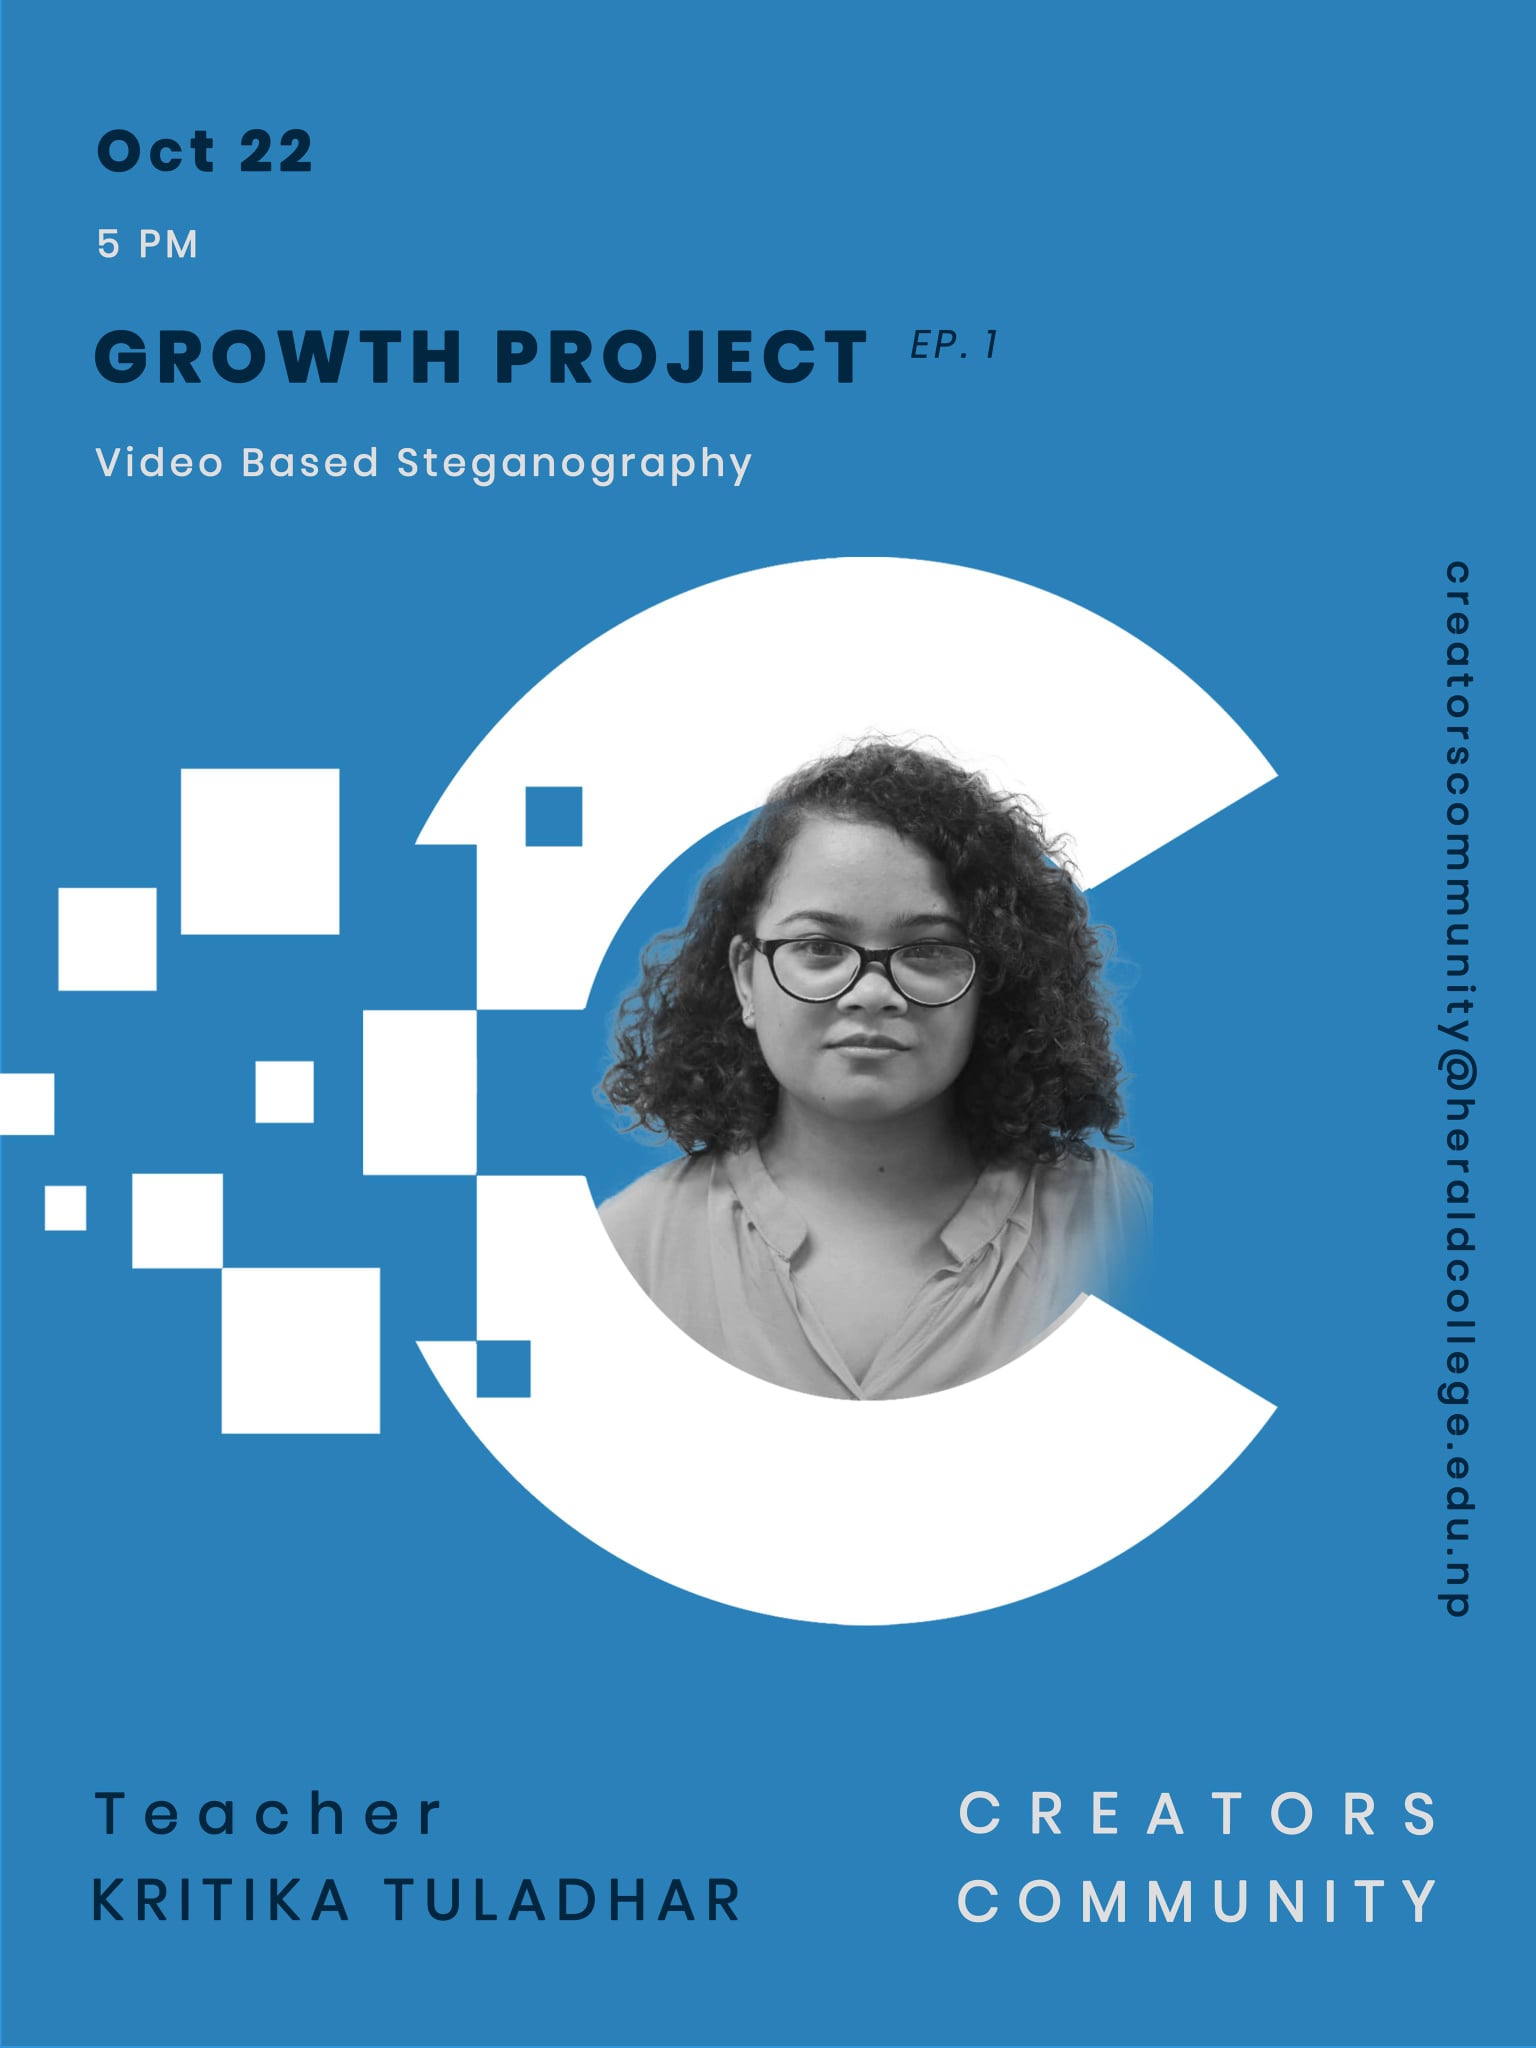 Oct 22
5 PM
GROWTH PROJECT EP. 1
Video Based Steganography
creatorscommunity@heraldcollege.edu.np
Teacher
KRITIKA TULADHAR
CREATORS
COMMUNITY